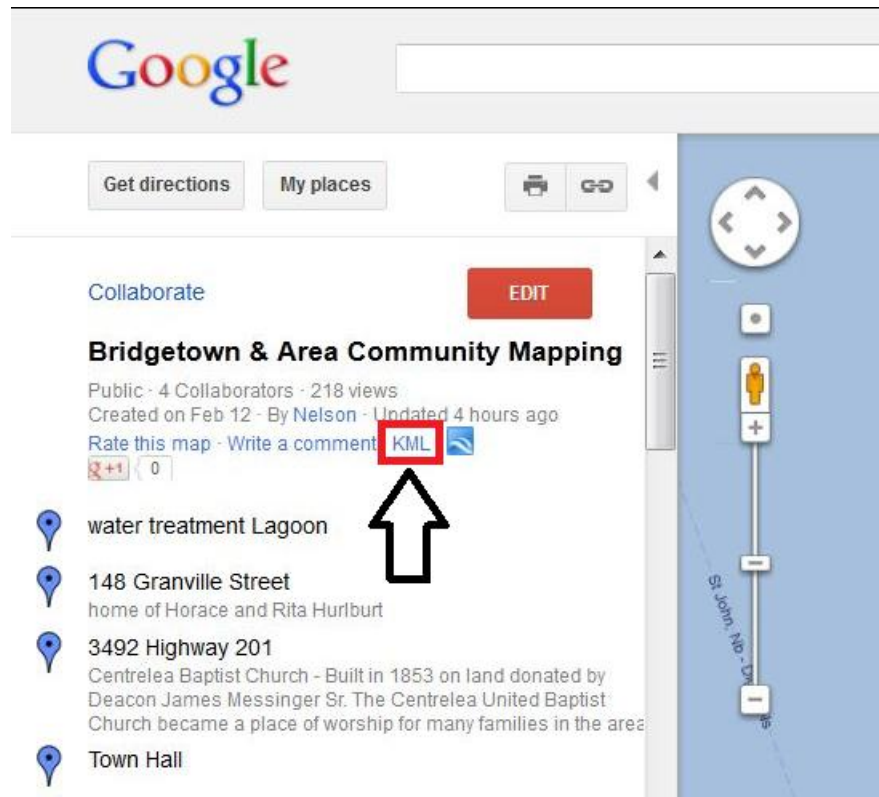 Google
Get directions
My places
Collaborate
EDIT
Bridgetown & Area Community Mapping
Public · 4 Collaborators · 218 views
Created on Feb 12 · By Nelson · Updated 4 hours ago
Rate this map · Write a comment KML
+1 0
water treatment Lagoon
148 Granville Street
home of Horace and Rita Hurlburt
3492 Highway 201
Centrelea Baptist Church - Built in 1853 on land donated by
Deacon James Messinger Sr. The Centrelea United Baptist
Church became a place of worship for many families in the area
Town Hall
St John, Nb -